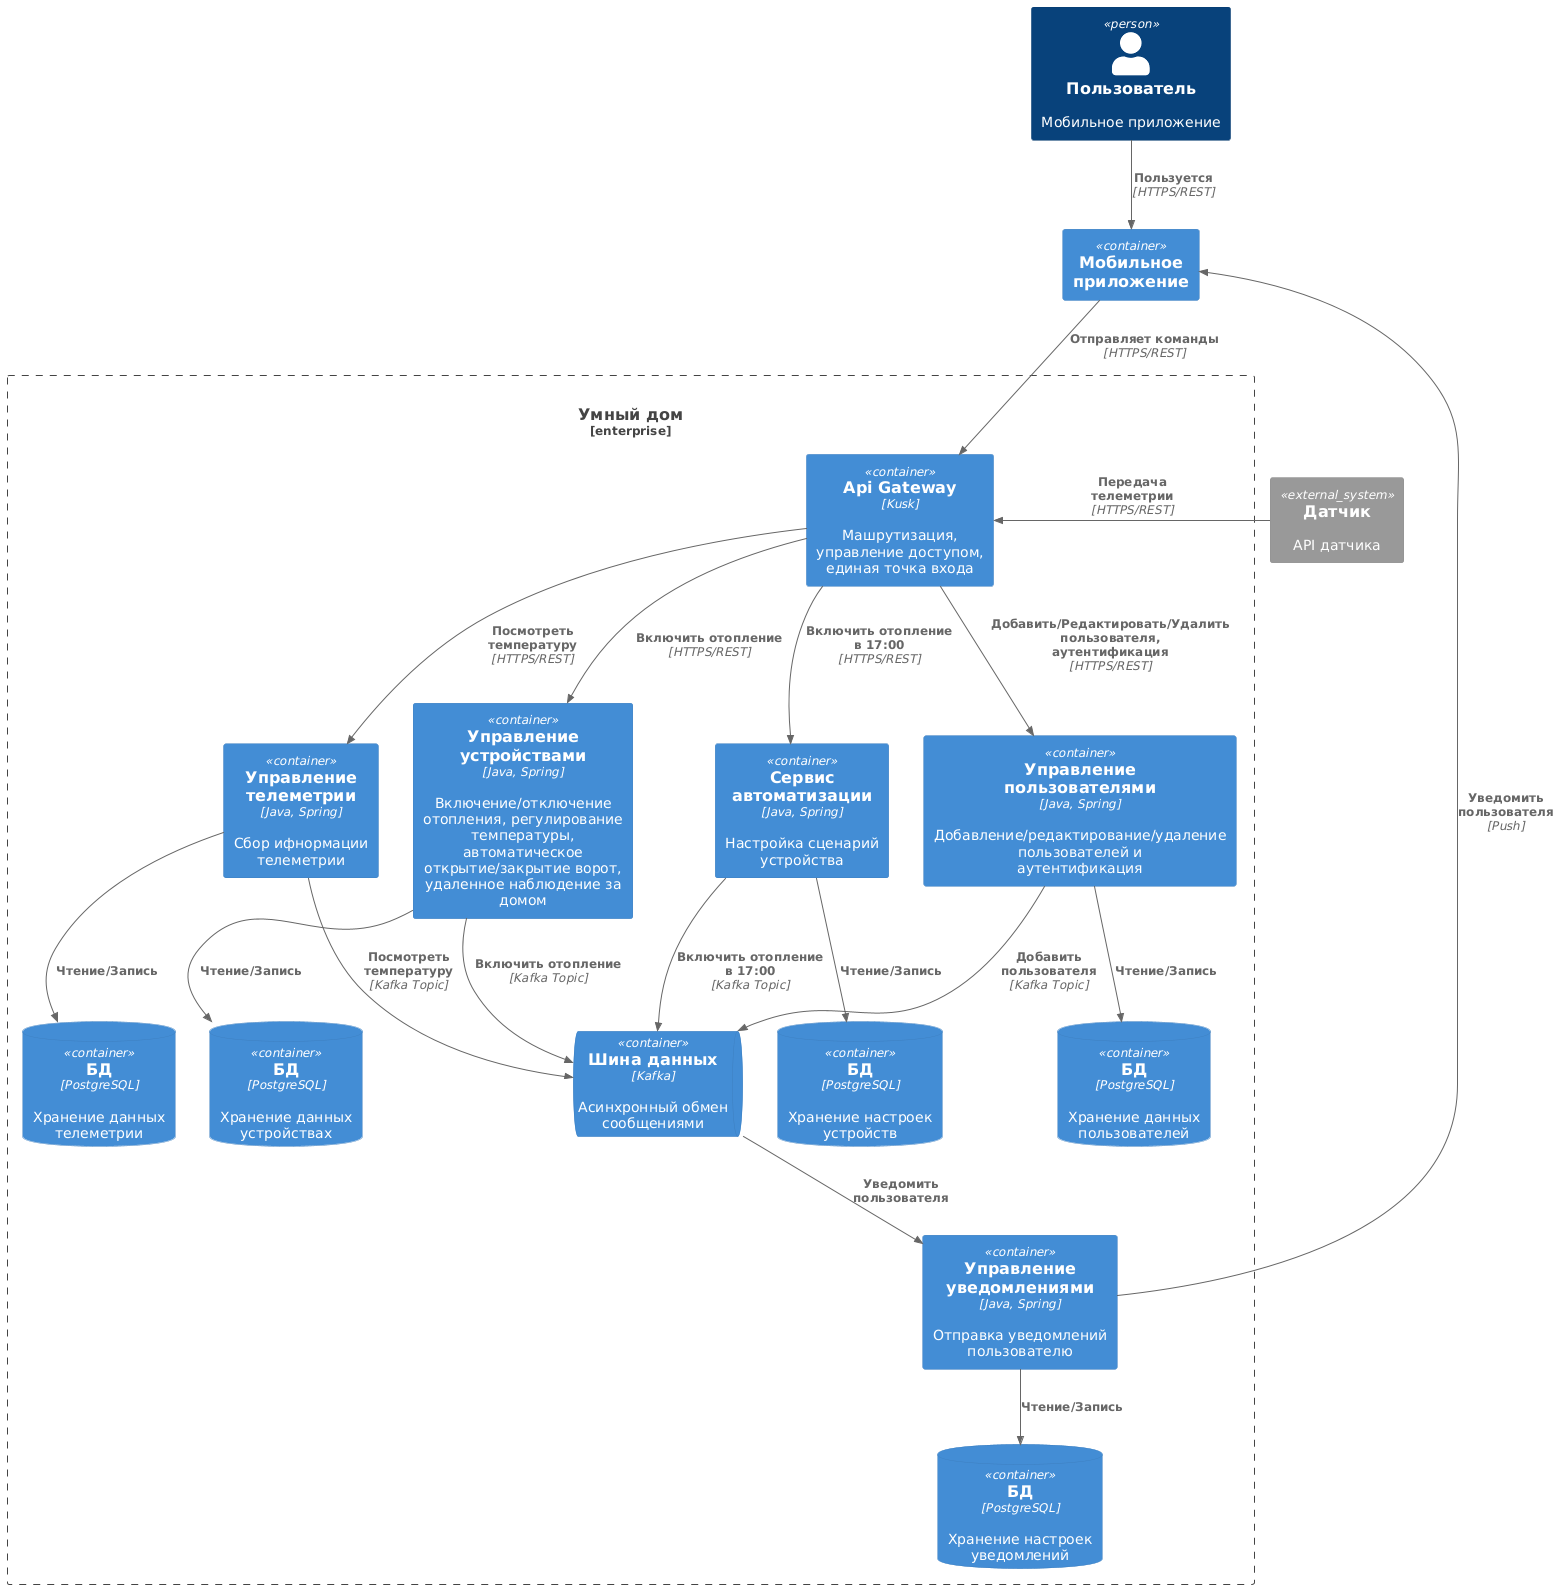 «person»
Пользователь
Мобильное приложение
Пользуется
[HTTPS/REST]
«container»
Мобильное
приложение
Отправляет команды
[HTTPS/REST]
Умный дом
[enterprise]
«container»
Api Gateway
[Kusk]
Машрутизация,
управление доступом,
единая точка входа
Передача
телеметрии
[HTTPS/REST]
«external_system»
Датчик
API датчика
Посмотреть
температуру
[HTTPS/REST]
Включить отопление
[HTTPS/REST]
Включить отопление
в 17:00
[HTTPS/REST]
Добавить/Редактировать/Удалить
пользователя,
аутентификация
[HTTPS/REST]
«container»
Управление
телеметрии
[Java, Spring]
Сбор ифнормации
телеметрии
«container»
Управление
устройствами
[Java, Spring]
Включение/отключение
отопления, регулирование
температуры,
автоматическое
открытие/закрытие ворот,
удаленное наблюдение за
домом
«container»
Сервис
автоматизации
[Java, Spring]
Настройка сценарий
устройства
«container»
Управление
пользователями
[Java, Spring]
Добавление/редактирование/удаление
пользователей и
аутентификация
Уведомить
пользователя
[Push]
Чтение/Запись
Чтение/Запись
Посмотреть
температуру
[Kafka Topic]
Включить отопление
[Kafka Topic]
Включить отопление
в 17:00
[Kafka Topic]
Чтение/Запись
Добавить
пользователя
[Kafka Topic]
Чтение/Запись
«container»
БД
[PostgreSQL]
Хранение данных
телеметрии
«container»
БД
[PostgreSQL]
Хранение данных
устройствах
«container»
Шина данных
[Kafka]
Асинхронный обмен
сообщениями
«container»
БД
[PostgreSQL]
Хранение настроек
устройств
«container»
БД
[PostgreSQL]
Хранение данных
пользователей
Уведомить
пользователя
«container»
Управление
уведомлениями
[Java, Spring]
Отправка уведомлений
пользователю
Чтение/Запись
«container»
БД
[PostgreSQL]
Хранение настроек
уведомлений